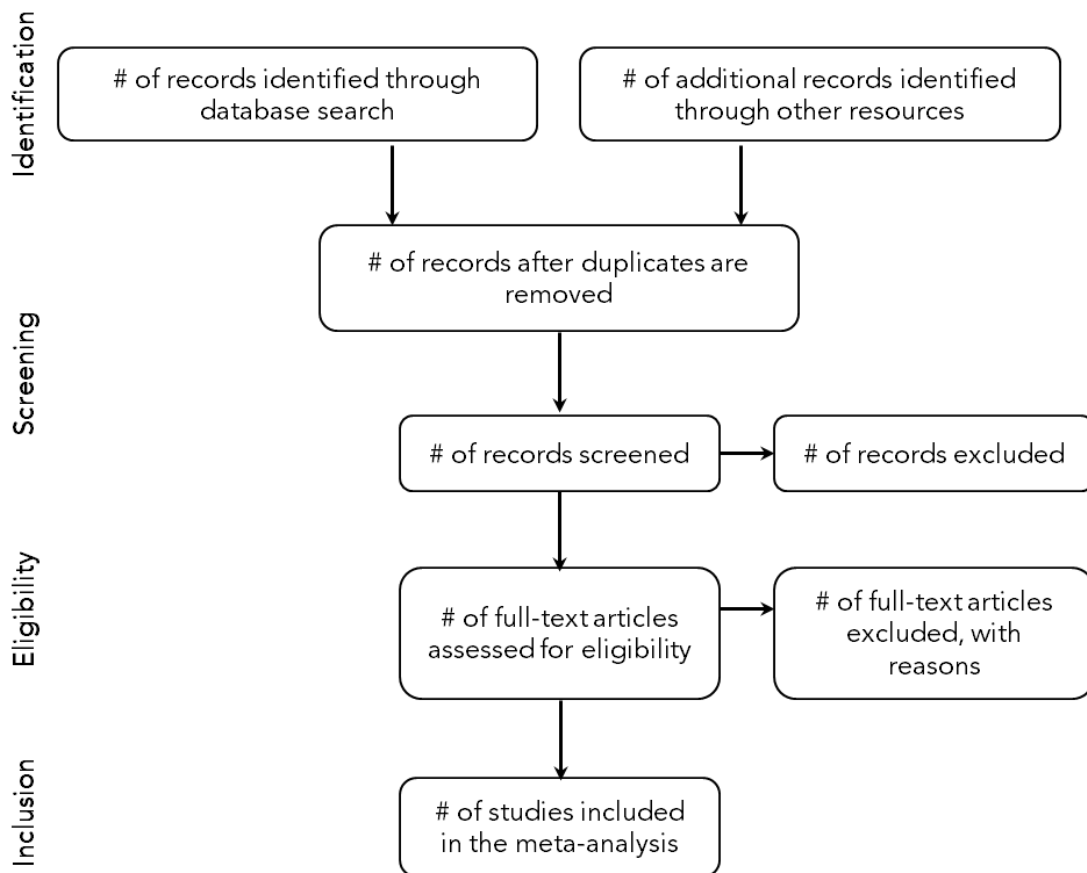 Identification
# of records identified through
database search
# of additional records identified
through other resources
# of records after duplicates are
removed
Screening
# of records screened
# of records excluded
Eligibility
# of full-text articles
assessed for eligibility
# of full-text articles
excluded, with
reasons
Inclusion
# of studies included
in the meta-analysis